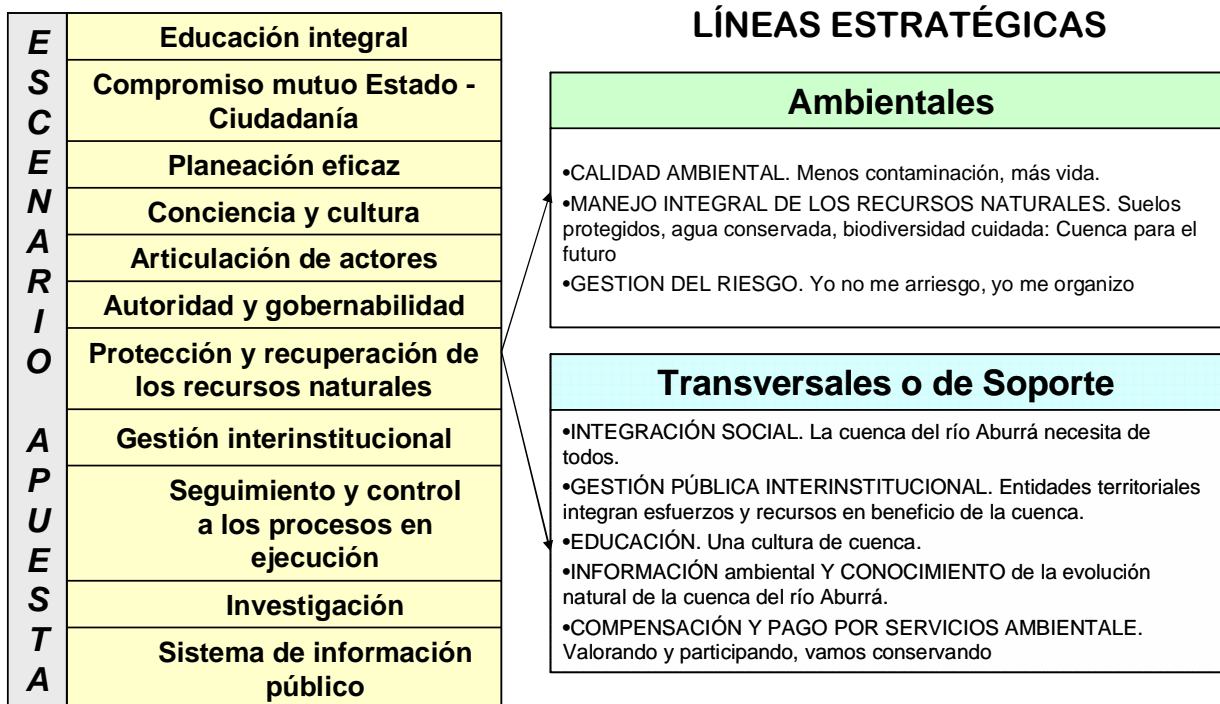 ESCENARIO APUESTA
Educación integral
Compromiso mutuo Estado -
Ciudadanía
Planeación eficaz
Conciencia y cultura
Articulación de actores
Autoridad y gobernabilidad
Protección y recuperación de
los recursos naturales
Gestión interinstitucional
Seguimiento y control
a los procesos en
ejecución
Investigación
Sistema de información
público
LÍNEAS ESTRATÉGICAS
Ambientales
•CALIDAD AMBIENTAL. Menos contaminación, más vida.
•MANEJO INTEGRAL DE LOS RECURSOS NATURALES. Suelos
protegidos, agua conservada, biodiversidad cuidada: Cuenca para el
futuro
•GESTION DEL RIESGO. Yo no me arriesgo, yo me organizo
Transversales o de Soporte
•INTEGRACIÓN SOCIAL. La cuenca del río Aburrá necesita de
todos.
•GESTIÓN PÚBLICA INTERINSTITUCIONAL. Entidades territoriales
integran esfuerzos y recursos en beneficio de la cuenca.
•EDUCACIÓN. Una cultura de cuenca.
•INFORMACIÓN ambiental Y CONOCIMIENTO de la evolución
natural de la cuenca del río Aburrá.
•COMPENSACIÓN Y PAGO POR SERVICIOS AMBIENTALE.
Valorando y participando, vamos conservando